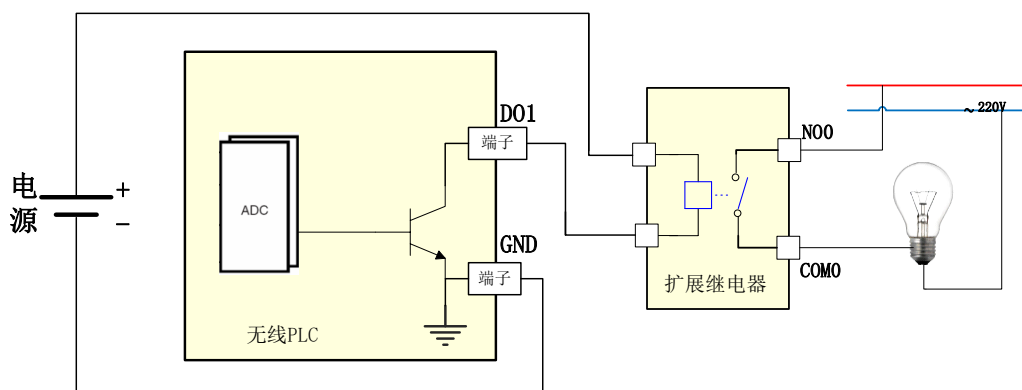 电源
+
−
ADC
无线PLC
DO1
端子
GND
端子
扩展继电器
NO0
COM0
～220V